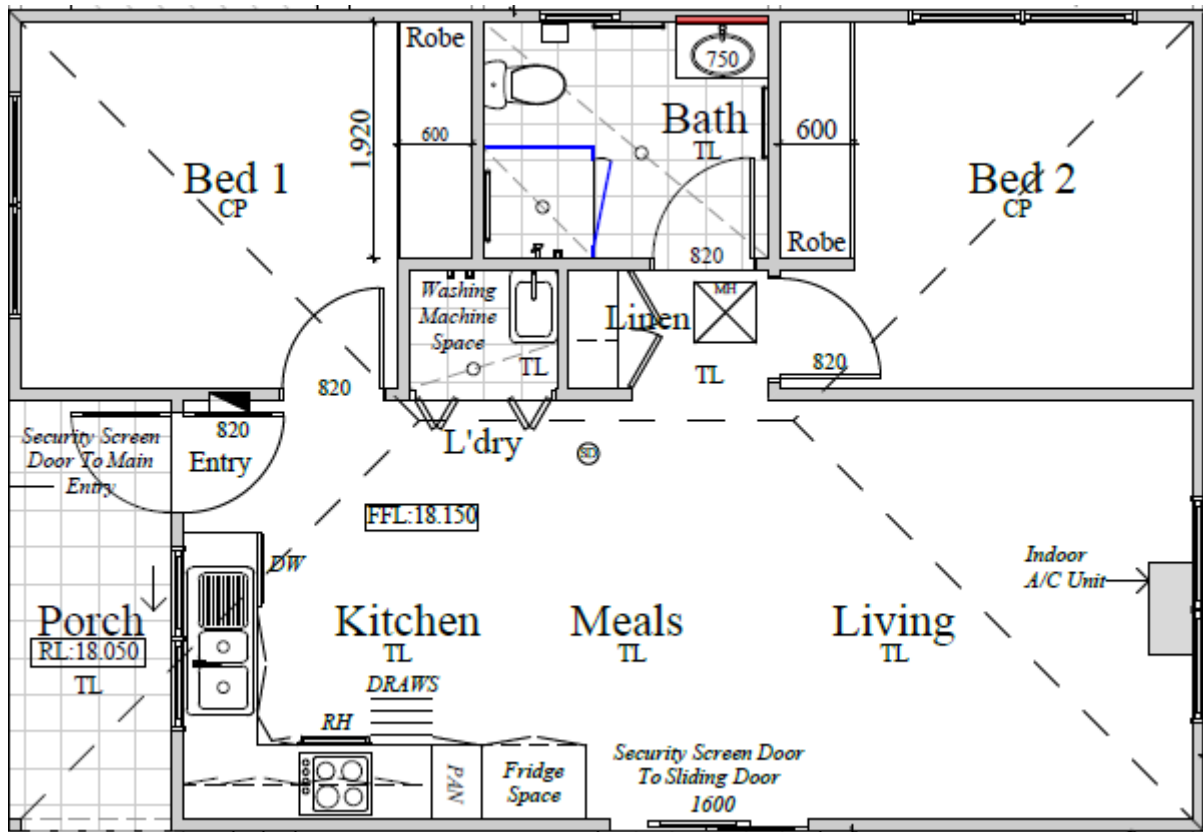 Robe
750
Bath
TL
1,920
600
600
Bed 1
CP
Bed 2
CP
Robe
820
Washing
Machine
Space
TL
MH
Linen
TL
820
820
820
Security Screen
Door To Main
Entry
Entry
L'dry
SD
FFL:18.150
DW
Indoor
A/C Unit
Porch
RL:18.050
TL
Kitchen
TL
Meals
TL
Living
TL
DRAWS
RH
PAN
Fridge
Space
Security Screen Door
To Sliding Door
1600